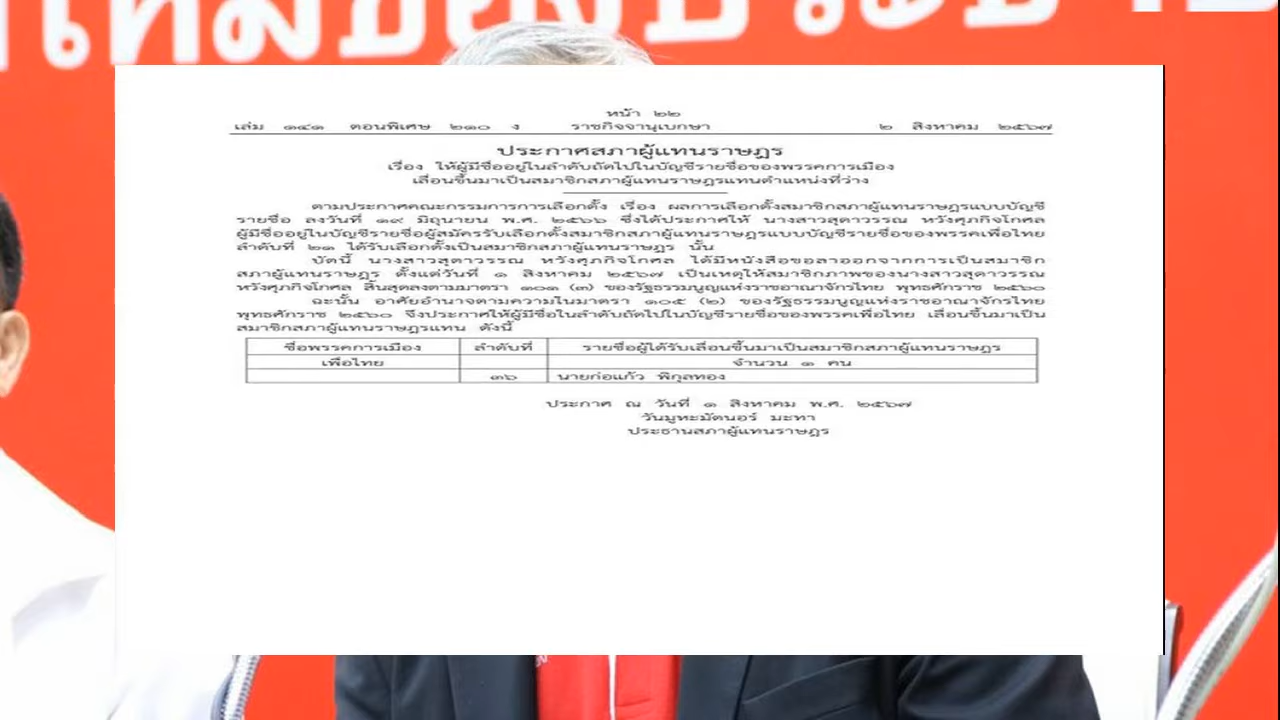 ใหม่ของประชาชน
หน้า ๒๒
เล่ม ๑๔๑ ตอนพิเศษ ๒๑๐ ง ราชกิจจานุเบกษา ๒ สิงหาคม ๒๕๖๗
ประกาศสภาผู้แทนราษฎร
เรื่อง ให้ผู้มีชื่ออยู่ในลำดับถัดไปในบัญชีรายชื่อของพรรคการเมือง
เลื่อนขึ้นมาเป็นสมาชิกสภาผู้แทนราษฎรแทนตำแหน่งที่ว่าง
ตามประกาศคณะกรรมการการเลือกตั้ง เรื่อง ผลการเลือกตั้งสมาชิกสภาผู้แทนราษฎรแบบบัญชี
รายชื่อ ลงวันที่ ๑๙ มิถุนายน พ.ศ. ๒๕๖๖ ซึ่งได้ประกาศให้ นางสาวสุดาวรรณ หวังศุภกิจโกศล
ผู้มีชื่ออยู่ในบัญชีรายชื่อผู้สมัครรับเลือกตั้งสมาชิกสภาผู้แทนราษฎรแบบบัญชีรายชื่อของพรรคเพื่อไทย
ลำดับที่ ๒๑ ได้รับเลือกตั้งเป็นสมาชิกสภาผู้แทนราษฎร นั้น
บัดนี้ นางสาวสุดาวรรณ หวังศุภกิจโกศล ได้มีหนังสือขอลาออกจากการเป็นสมาชิก
สภาผู้แทนราษฎร ตั้งแต่วันที่ ๑ สิงหาคม ๒๕๖๗ เป็นเหตุให้สมาชิกภาพของนางสาวสุดาวรรณ
หวังศุภกิจโกศล สิ้นสุดลงตามมาตรา ๑๐๑ (๓) ของรัฐธรรมนูญแห่งราชอาณาจักรไทย พุทธศักราช ๒๕๖๐
ฉะนั้น อาศัยอำนาจตามความในมาตรา ๑๐๕ (๒) ของรัฐธรรมนูญแห่งราชอาณาจักรไทย
พุทธศักราช ๒๕๖๐ จึงประกาศให้ผู้มีชื่อในลำดับถัดไปในบัญชีรายชื่อของพรรคเพื่อไทย เลื่อนขึ้นมาเป็น
สมาชิกสภาผู้แทนราษฎรแทน ดังนี้
ชื่อพรรคการเมือง ลำดับที่ รายชื่อผู้ได้รับเลื่อนขึ้นมาเป็นสมาชิกสภาผู้แทนราษฎร
เพื่อไทย จำนวน ๑ คน
๓๖ นายก่อแก้ว พิกุลทอง
ประกาศ ณ วันที่ ๑ สิงหาคม พ.ศ. ๒๕๖๗
วันมูหะมัดนอร์ มะทา
ประธานสภาผู้แทนราษฎร